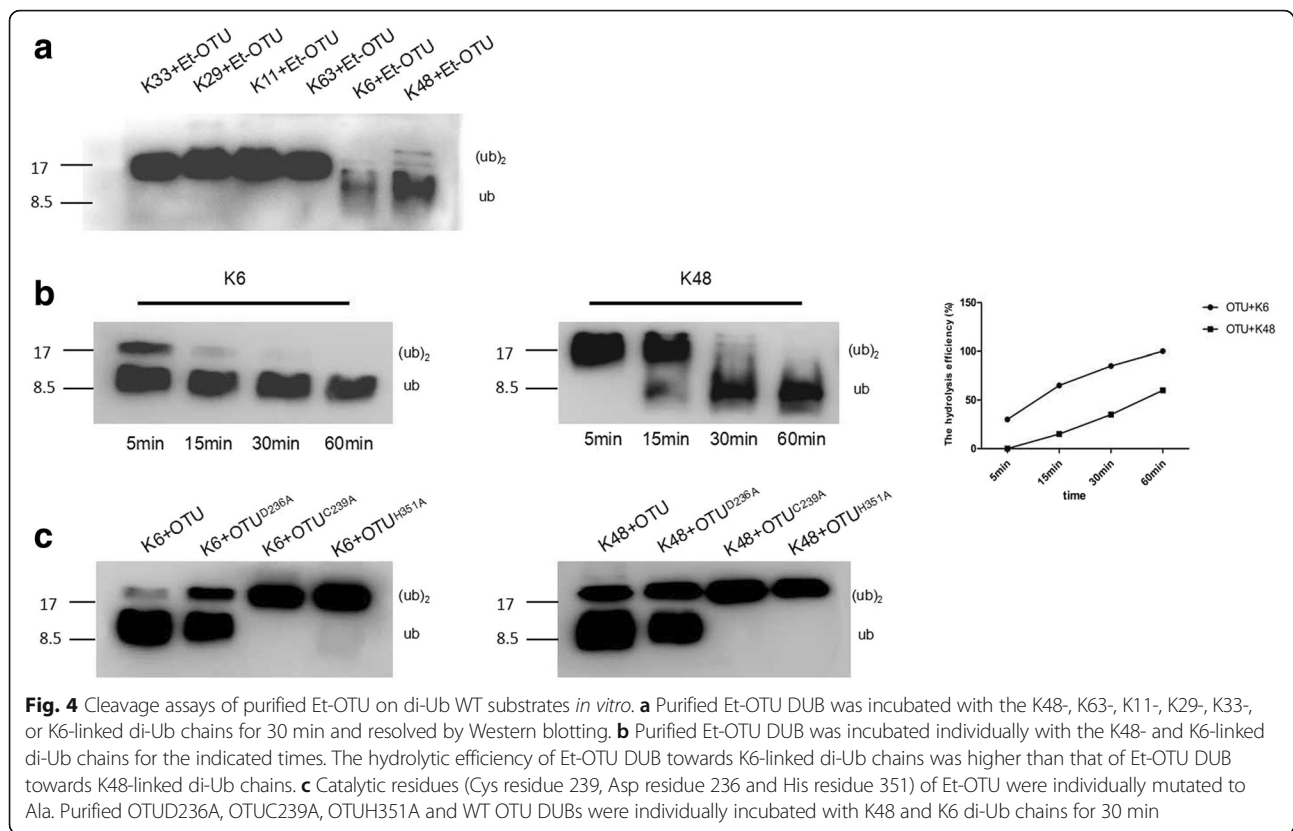 a
K33+Et-OTU
K29+Et-OTU
K11+Et-OTU
K63+Et-OTU
K6+Et-OTU
K48+Et-OTU
17
8.5
(ub)2
ub
b
K6
17
8.5
(ub)2
ub
5min 15min 30min 60min
K48
17
8.5
(ub)2
ub
5min 15min 30min 60min
The hydrolysis efficiency (%)
150
100
50
0
5min
15min
30min
60min
time
OTU+K6
OTU+K48
c
K6+OTU
K6+OTUD236A
K6+OTUC239A
K6+OTUH351A
17
8.5
(ub)2
ub
K48+OTU
K48+OTUD236A
K48+OTUC239A
K48+OTUH351A
17
8.5
(ub)2
ub
Fig. 4 Cleavage assays of purified Et-OTU on di-Ub WT substrates in vitro. a Purified Et-OTU DUB was incubated with the K48-, K63-, K11-, K29-, K33-,
or K6-linked di-Ub chains for 30 min and resolved by Western blotting. b Purified Et-OTU DUB was incubated individually with the K48- and K6-linked
di-Ub chains for the indicated times. The hydrolytic efficiency of Et-OTU DUB towards K6-linked di-Ub chains was higher than that of Et-OTU DUB
towards K48-linked di-Ub chains. c Catalytic residues (Cys residue 239, Asp residue 236 and His residue 351) of Et-OTU were individually mutated to
Ala. Purified OTUD236A, OTUC239A, OTUH351A and WT OTU DUBs were individually incubated with K48 and K6 di-Ub chains for 30 min